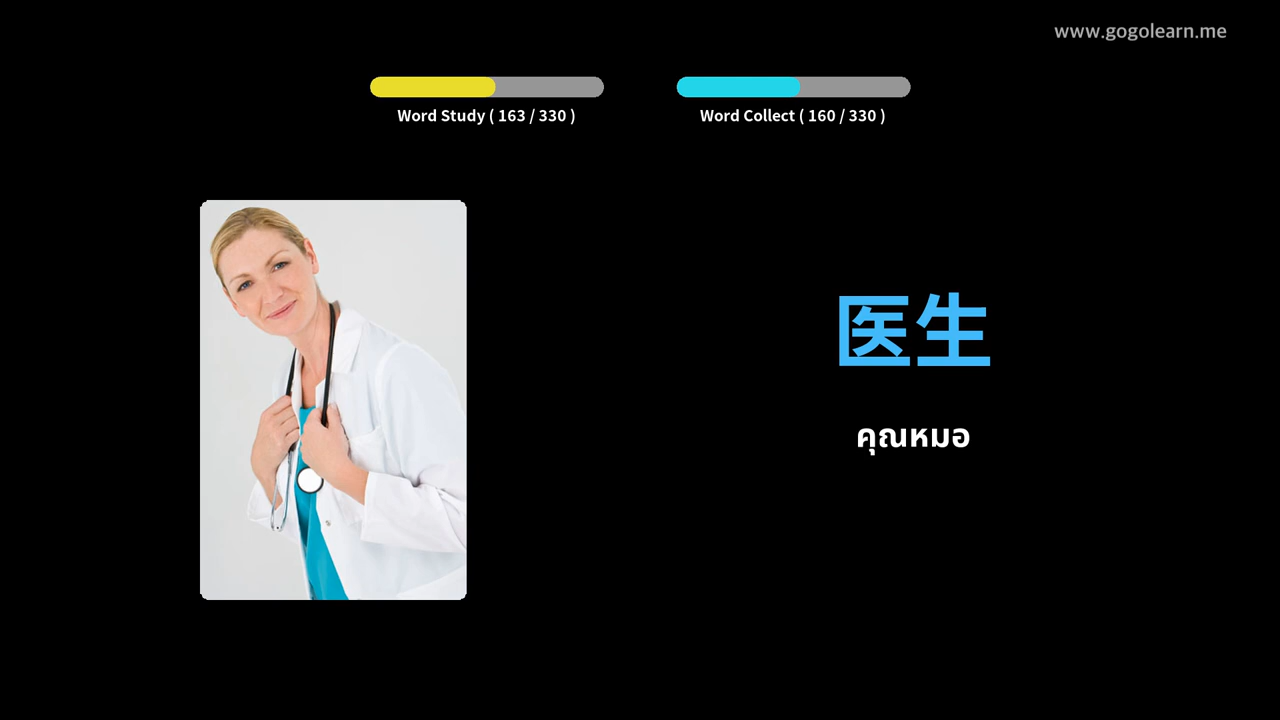 www.gogolearn.me
Word Study ( 163 / 330 )
Word Collect ( 160 / 330 )
医生
คุณหมอ